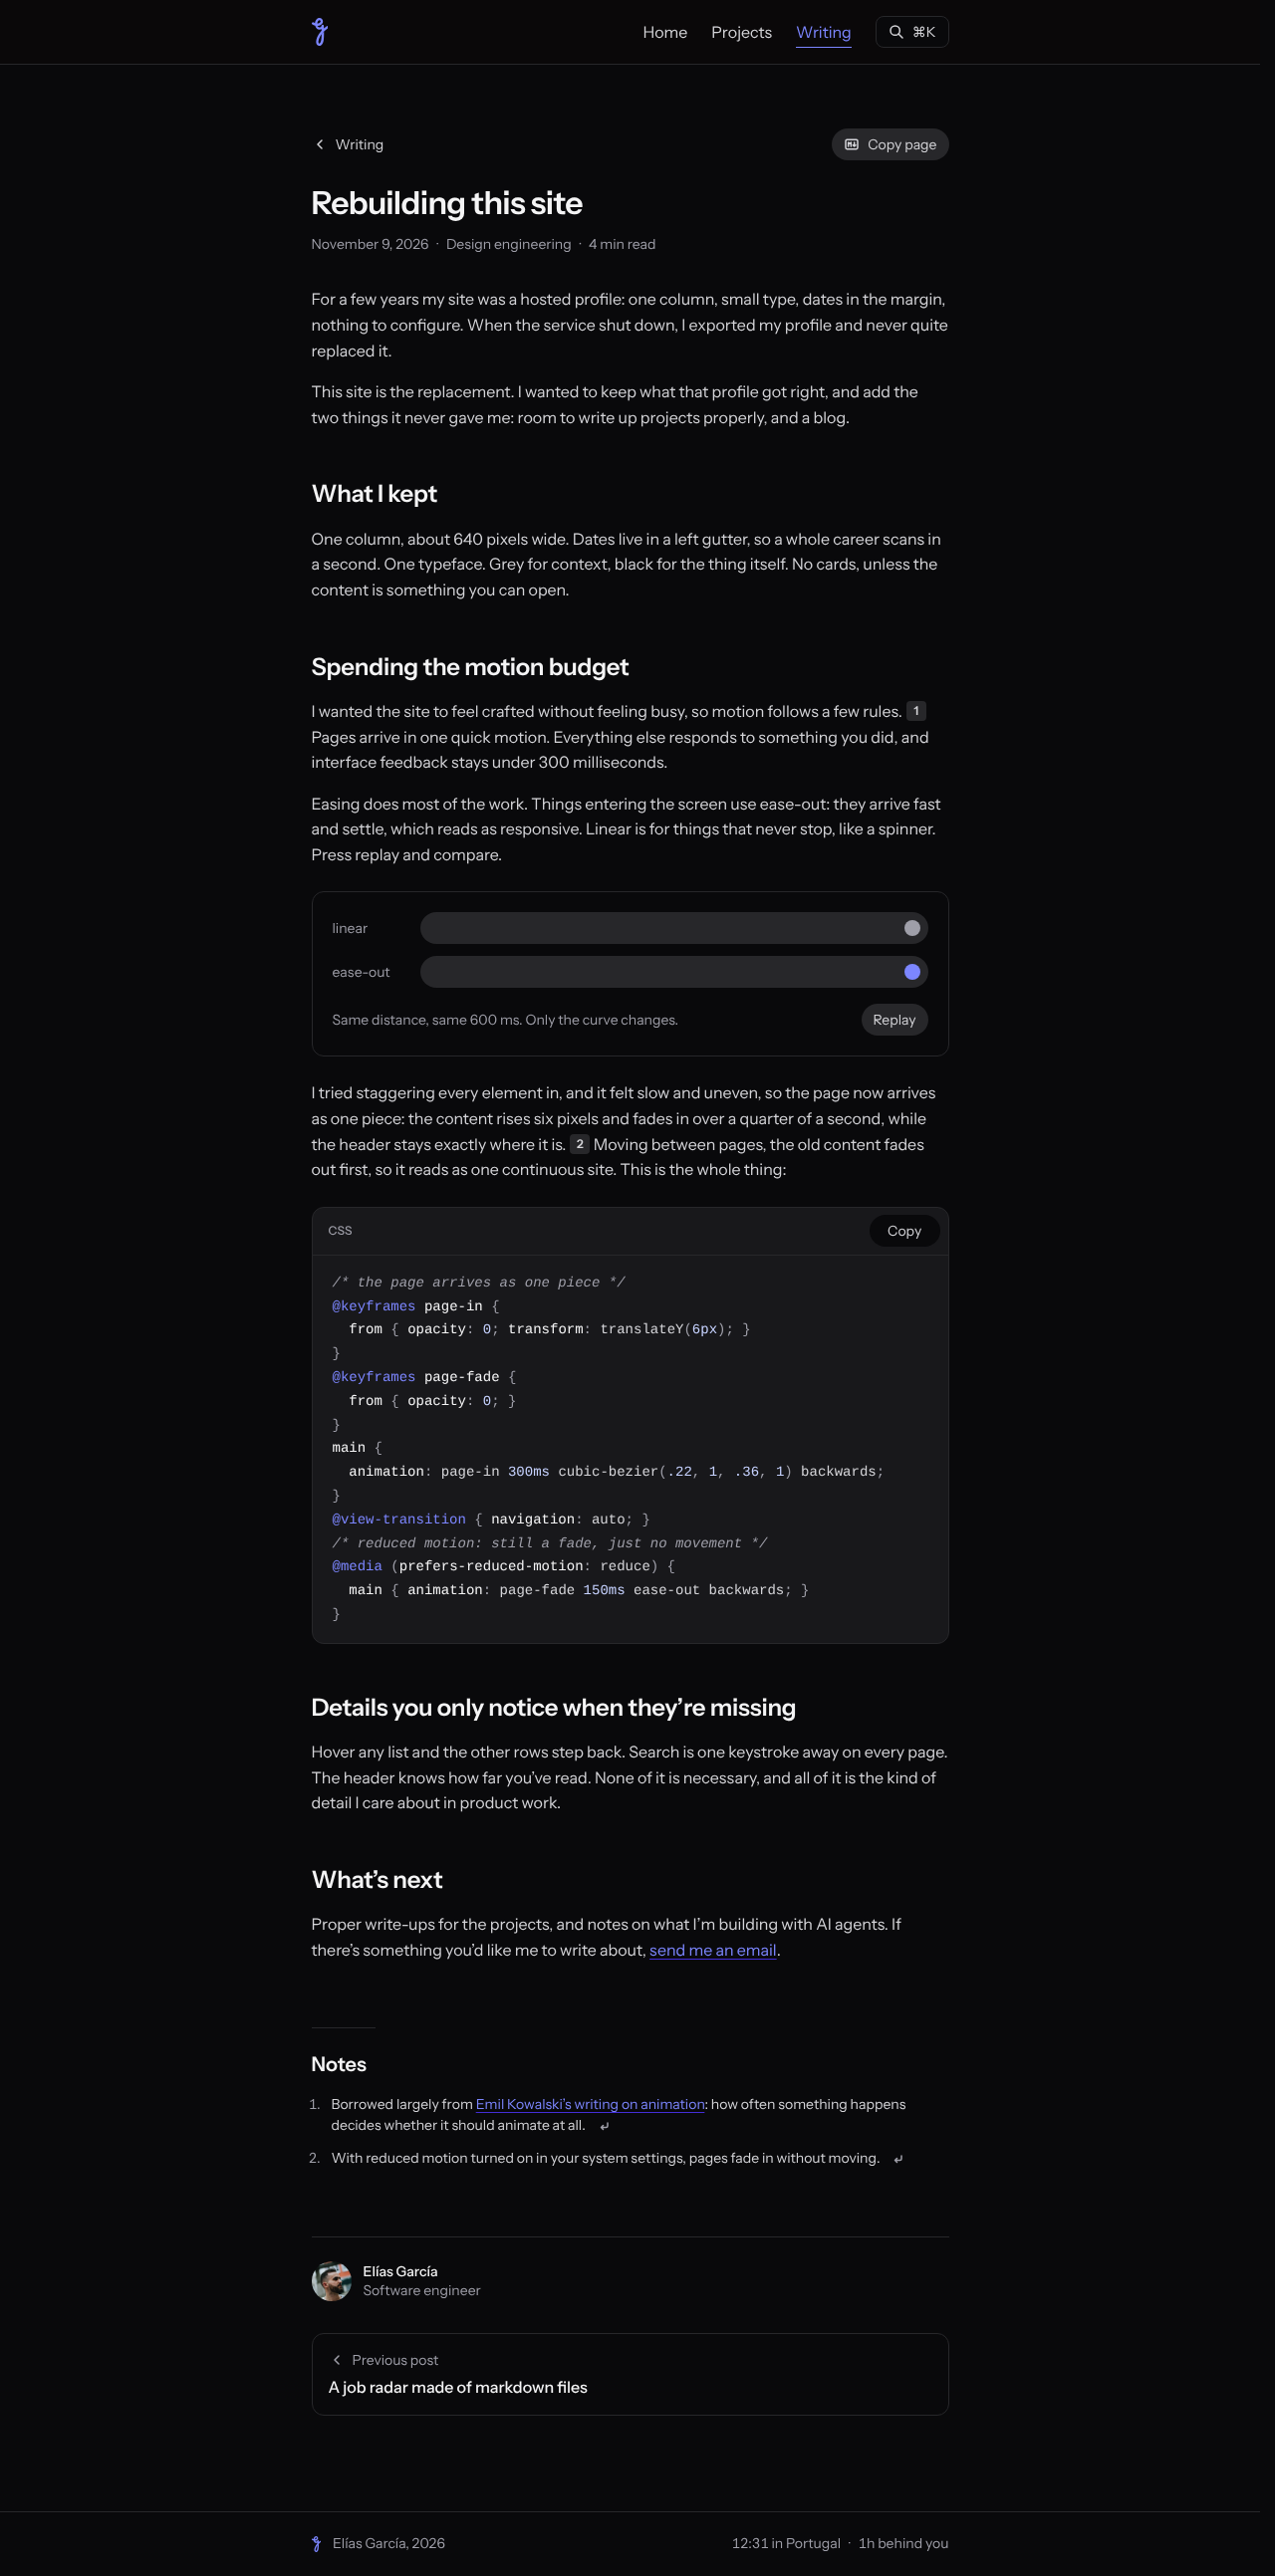 Home Projects Writing ⌘K
Writing Copy page
Rebuilding this site
November 9, 2026 · Design engineering · 4 min read
For a few years my site was a hosted profile: one column, small type, dates in the margin,
nothing to configure. When the service shut down, I exported my profile and never quite
replaced it.
This site is the replacement. I wanted to keep what that profile got right, and add the
two things it never gave me: room to write up projects properly, and a blog.
What I kept
One column, about 640 pixels wide. Dates live in a left gutter, so a whole career scans in
a second. One typeface. Grey for context, black for the thing itself. No cards, unless the
content is something you can open.
Spending the motion budget
I wanted the site to feel crafted without feeling busy, so motion follows a few rules. 1
Pages arrive in one quick motion. Everything else responds to something you did, and
interface feedback stays under 300 milliseconds.
Easing does most of the work. Things entering the screen use ease-out: they arrive fast
and settle, which reads as responsive. Linear is for things that never stop, like a spinner.
Press replay and compare.
linear
ease-out
Same distance, same 600 ms. Only the curve changes. Replay
I tried staggering every element in, and it felt slow and uneven, so the page now arrives
as one piece: the content rises six pixels and fades in over a quarter of a second, while
the header stays exactly where it is. 2 Moving between pages, the old content fades
out first, so it reads as one continuous site. This is the whole thing:
CSS Copy
/* the page arrives as one piece */
@keyframes page-in {
  from { opacity: 0; transform: translateY(6px); }
}
@keyframes page-fade {
  from { opacity: 0; }
}
main {
  animation: page-in 300ms cubic-bezier(.22, 1, .36, 1) backwards;
}
@view-transition { navigation: auto; }
/* reduced motion: still a fade, just no movement */
@media (prefers-reduced-motion: reduce) {
  main { animation: page-fade 150ms ease-out backwards; }
}
Details you only notice when they’re missing
Hover any list and the other rows step back. Search is one keystroke away on every page.
The header knows how far you’ve read. None of it is necessary, and all of it is the kind of
detail I care about in product work.
What’s next
Proper write-ups for the projects, and notes on what I’m building with AI agents. If
there’s something you’d like me to write about, send me an email.
Notes
1. Borrowed largely from Emil Kowalski’s writing on animation: how often something happens
decides whether it should animate at all. ↵
2. With reduced motion turned on in your system settings, pages fade in without moving. ↵
Elías García
Software engineer
Previous post
A job radar made of markdown files
Elías García, 2026 12:31 in Portugal · 1h behind you